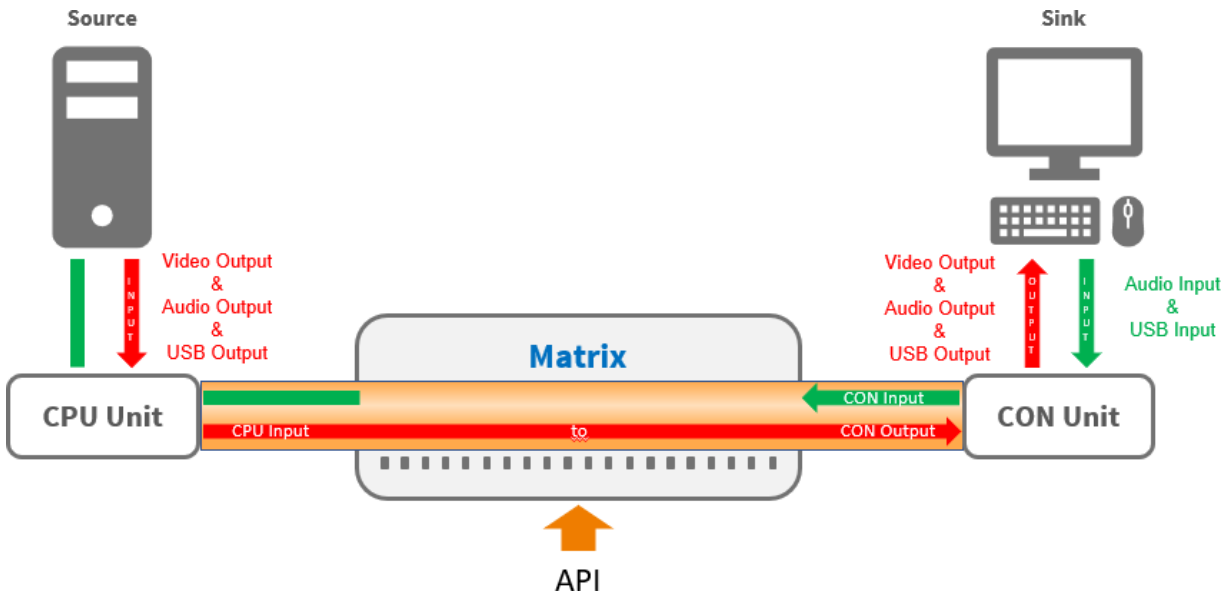 Source
Sink
INPUT
Video Output
&
Audio Output
&
USB Output
Video Output
&
Audio Output
&
USB Output
OUTPUT
INPUT
Audio Input
&
USB Input
Matrix
CPU Unit
CON Input
CPU Input to CON Output
CON Unit
API